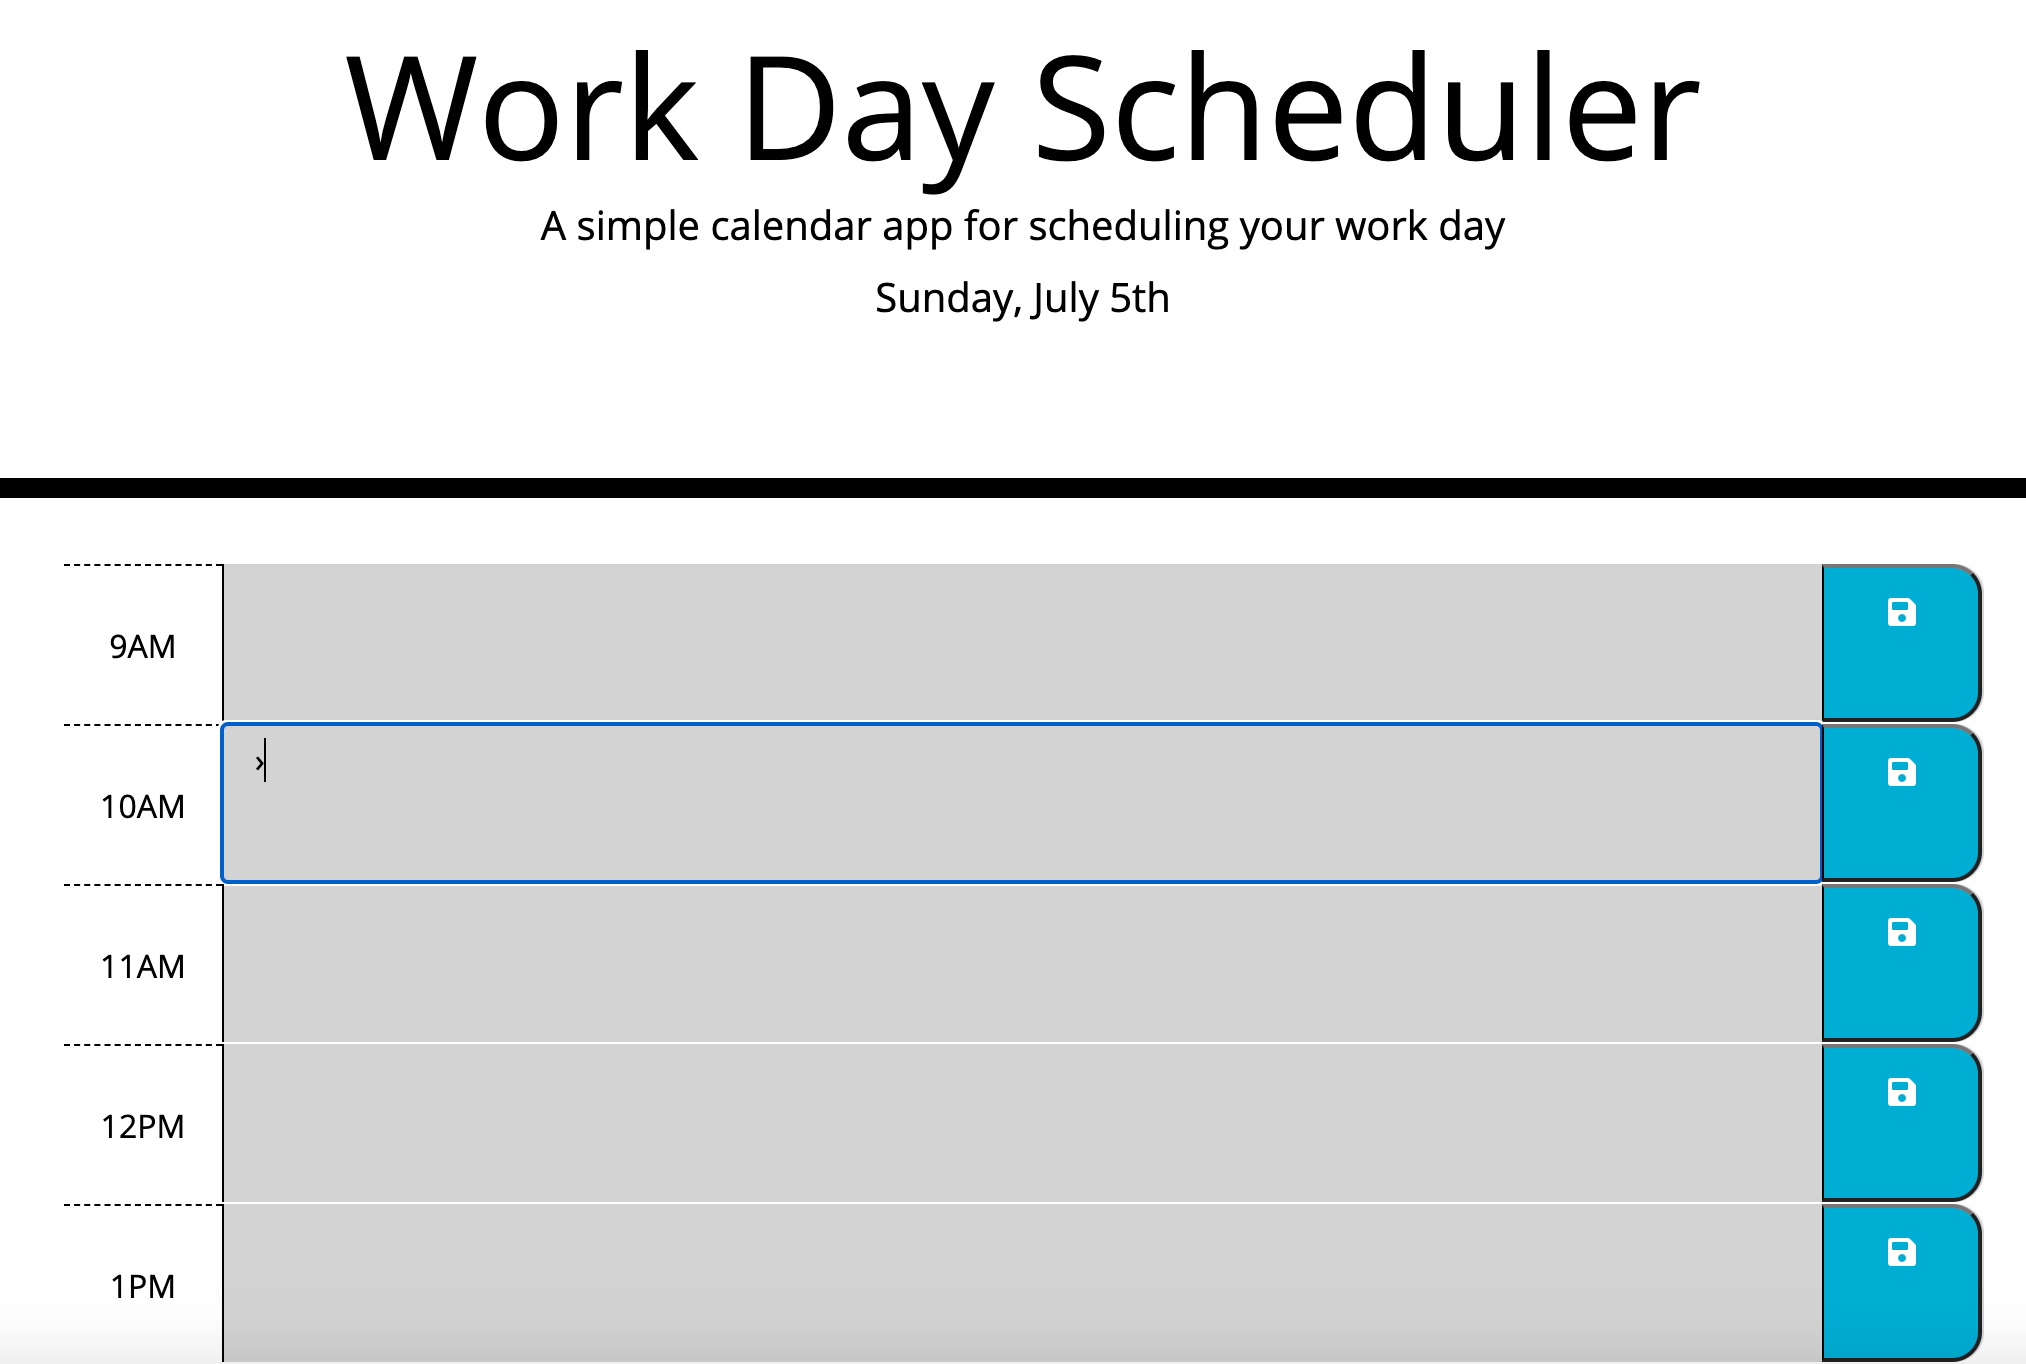 Work Day Scheduler
A simple calendar app for scheduling your work day
Sunday, July 5th
9AM
10AM
›
11AM
12PM
1PM